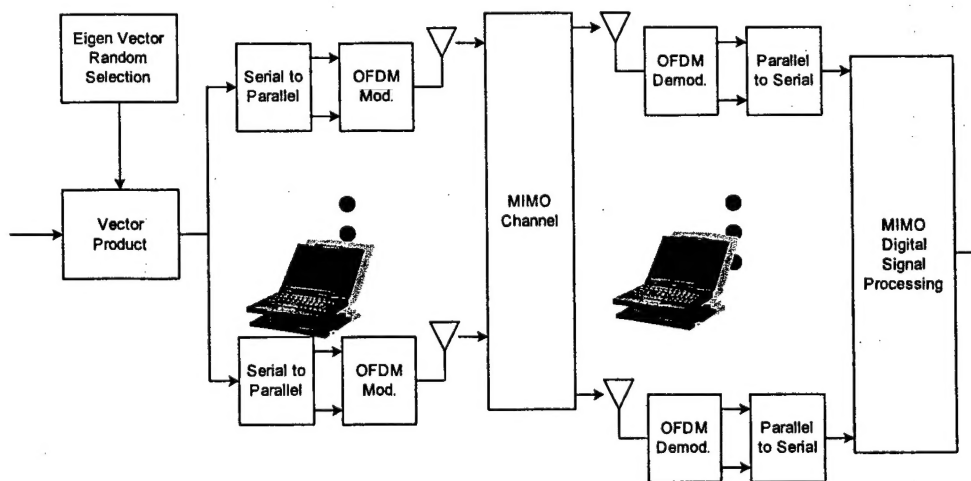 Eigen Vector
Random
Selection
Vector
Product
Serial to
Parallel
OFDM
Mod.
Serial to
Parallel
OFDM
Mod.
MIMO
Channel
OFDM
Demod.
Parallel
to Serial
OFDM
Demod.
Parallel
to Serial
MIMO
Digital
Signal
Processing